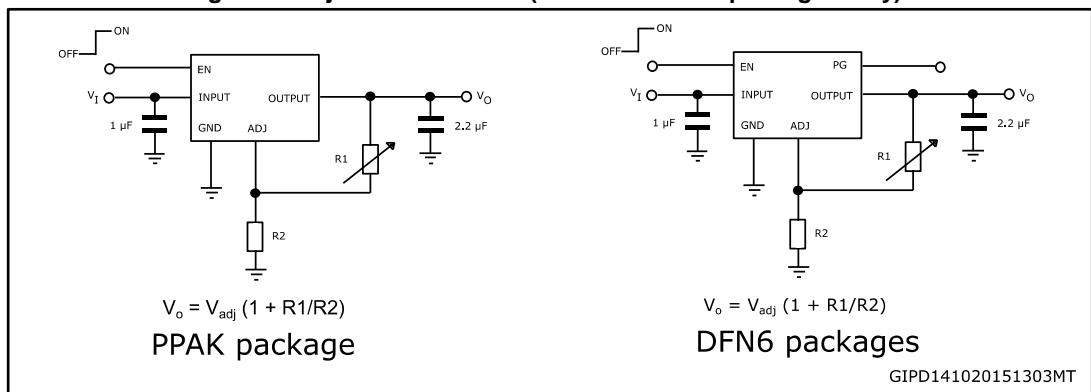 ON
OFF
EN
V_I
INPUT
OUTPUT
V_O
1 µF
GND
ADJ
2.2 µF
R1
R2
V_o = V_adj (1 + R1/R2)
PPAK package
ON
OFF
EN
PG
V_I
INPUT
OUTPUT
V_O
1 µF
GND
ADJ
2.2 µF
R1
R2
V_o = V_adj (1 + R1/R2)
DFN6 packages
GIPD141020151303MT